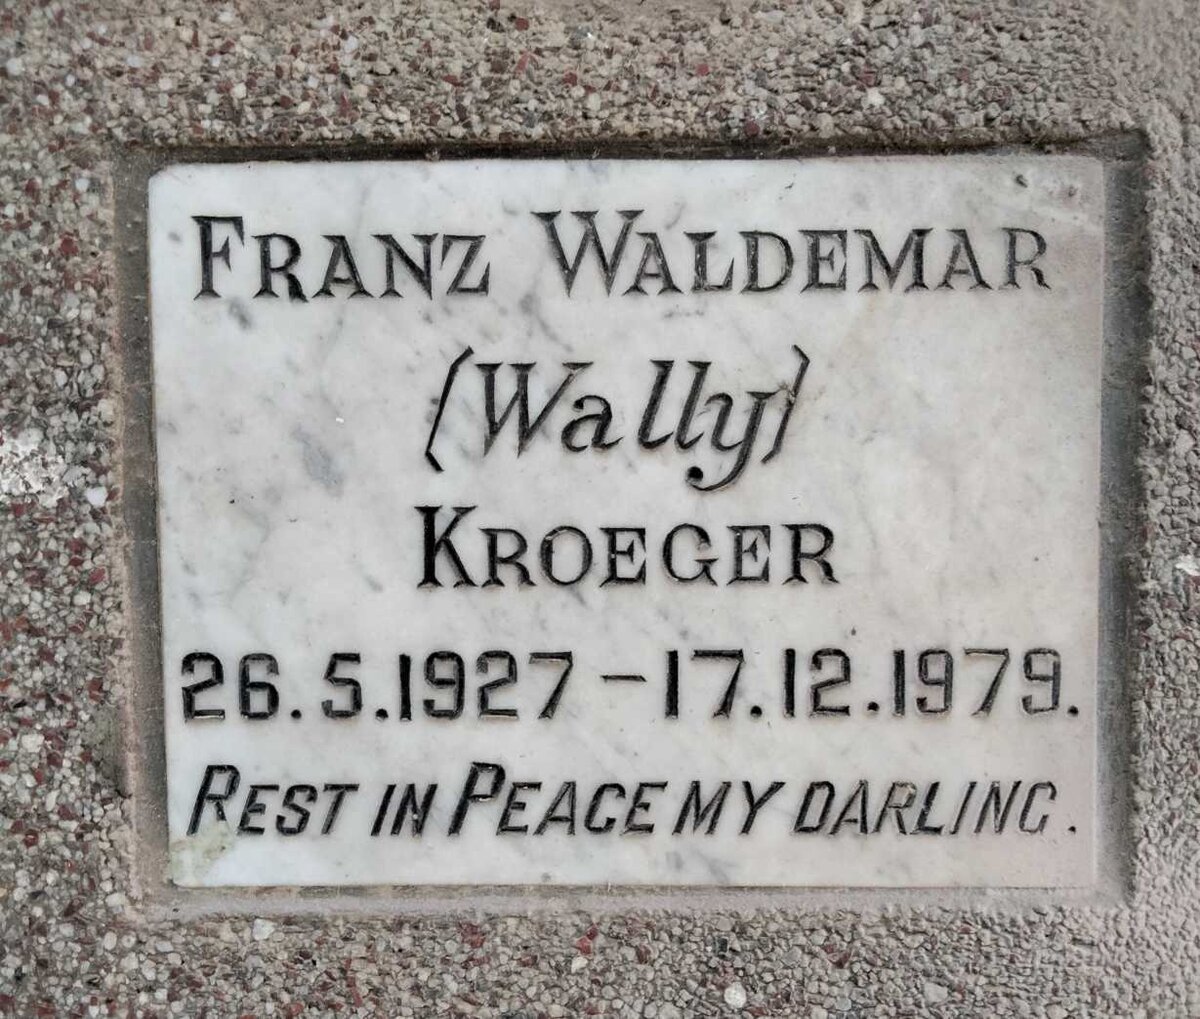 FRANZ WALDEMAR
(Wally)
KROEGER
26.5.1927 - 17.12.1979.
REST IN PEACE MY DARLING.